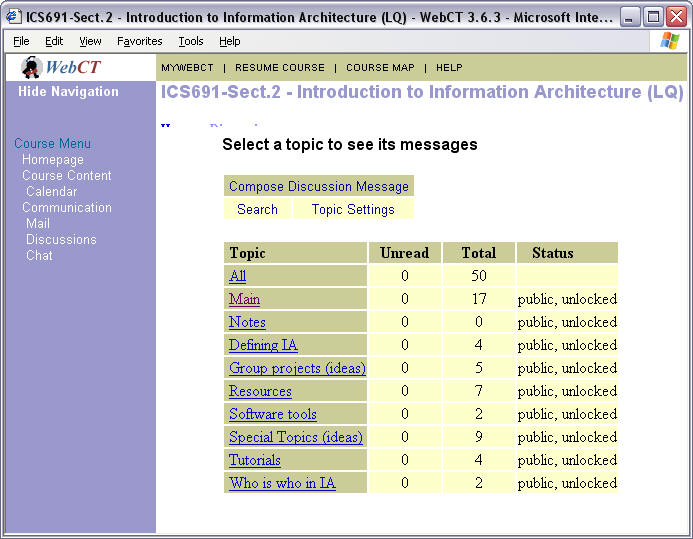 ICS691-Sect.2 - Introduction to Information Architecture (LQ) - WebCT 3.6.3 - Microsoft Inte...
File Edit View Favorites Tools Help
WebCT
MYWEBCT | RESUME COURSE | COURSE MAP | HELP
Hide Navigation
ICS691-Sect.2 - Introduction to Information Architecture (LQ)
Course Menu
Homepage
Course Content
Calendar
Communication
Mail
Discussions
Chat
Select a topic to see its messages
Compose Discussion Message
Search Topic Settings
Topic Unread Total Status
All 0 50
Main 0 17 public, unlocked
Notes 0 0 public, unlocked
Defining IA 0 4 public, unlocked
Group projects (ideas) 0 5 public, unlocked
Resources 0 7 public, unlocked
Software tools 0 2 public, unlocked
Special Topics (ideas) 0 9 public, unlocked
Tutorials 0 4 public, unlocked
Who is who in IA 0 2 public, unlocked